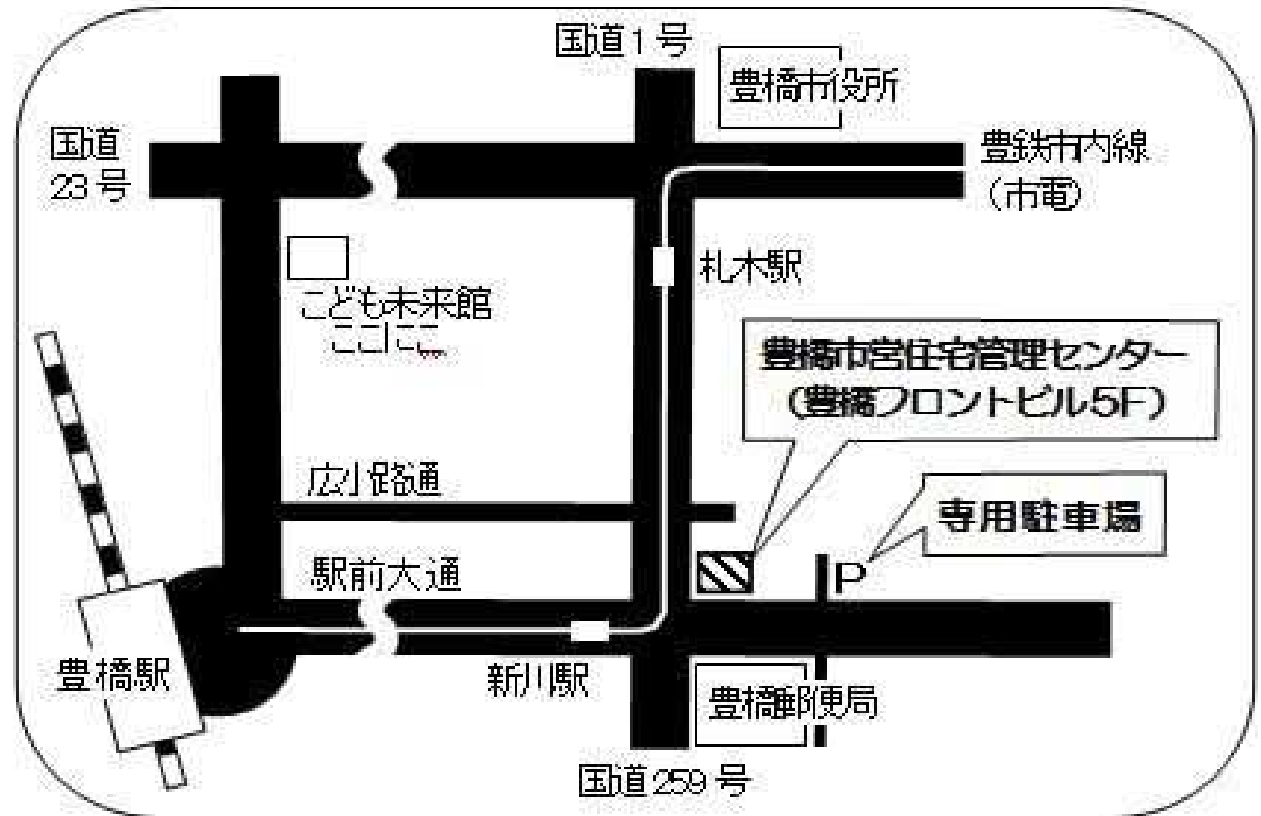 国道1号
豊橋市役所
国道
23号
豊鉄市内線
(市電)
札木駅
こども未来館
ここにこ
豊橋市営住宅管理センター
(豊橋フロントビル5F)
広小路通
専用駐車場
駅前大通
P
豊橋駅
新川駅
豊橋郵便局
国道259号